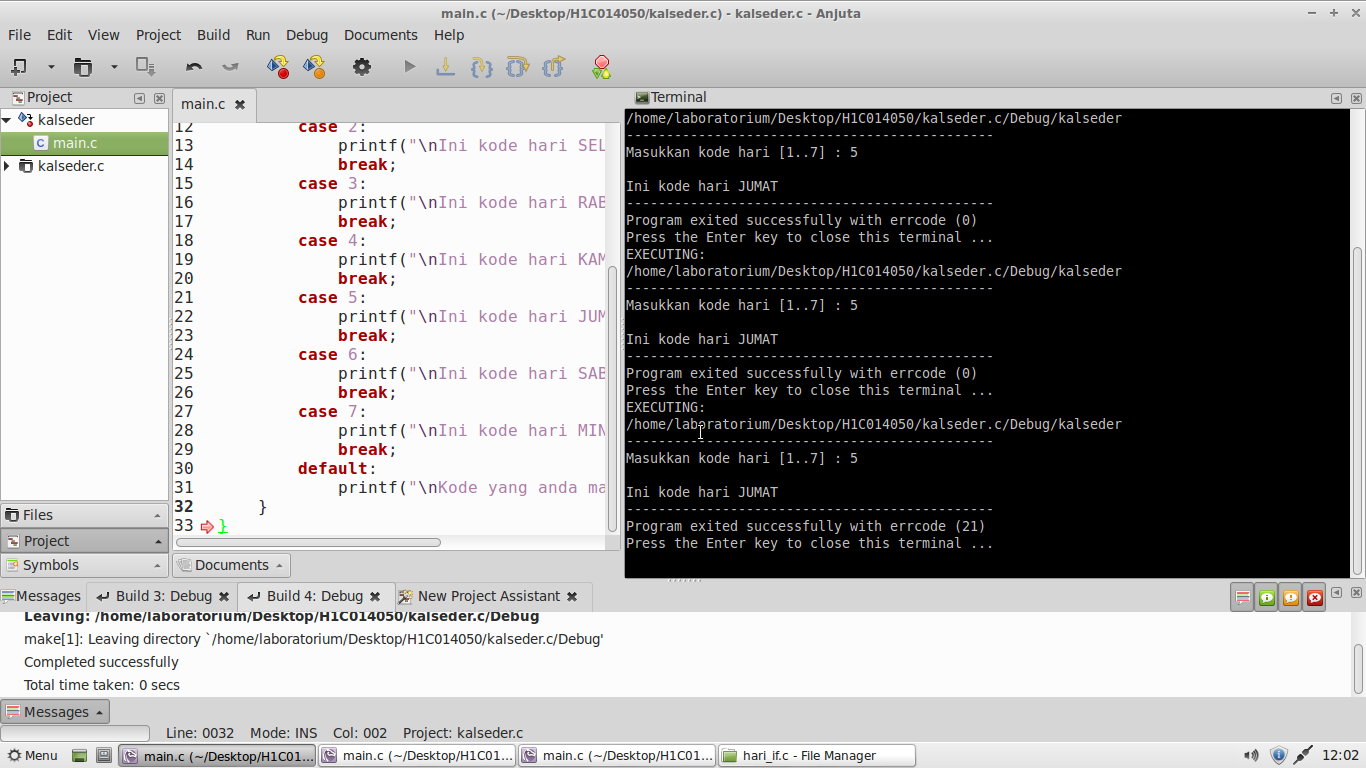 main.c (~/Desktop/H1C014050/kalseder.c) - kalseder.c - Anjuta
File Edit View Project Build Run Debug Documents Help
Project
kalseder
main.c
kalseder.c
Files
Project
Symbols
main.c
12 case 2:
13 printf("\nIni kode hari SEL
14 break;
15 case 3:
16 printf("\nIni kode hari RAB
17 break;
18 case 4:
19 printf("\nIni kode hari KAM
20 break;
21 case 5:
22 printf("\nIni kode hari JUM
23 break;
24 case 6:
25 printf("\nIni kode hari SAB
26 break;
27 case 7:
28 printf("\nIni kode hari MIN
29 break;
30 default:
31 printf("\nKode yang anda ma
32 }
33 }
Documents
Terminal
/home/laboratorium/Desktop/H1C014050/kalseder.c/Debug/kalseder
----------------------------------------------
Masukkan kode hari [1..7] : 5
Ini kode hari JUMAT
----------------------------------------------
Program exited successfully with errcode (0)
Press the Enter key to close this terminal ...
EXECUTING:
/home/laboratorium/Desktop/H1C014050/kalseder.c/Debug/kalseder
----------------------------------------------
Masukkan kode hari [1..7] : 5
Ini kode hari JUMAT
----------------------------------------------
Program exited successfully with errcode (0)
Press the Enter key to close this terminal ...
EXECUTING:
/home/laboratorium/Desktop/H1C014050/kalseder.c/Debug/kalseder
----------------------------------------------
Masukkan kode hari [1..7] : 5
Ini kode hari JUMAT
----------------------------------------------
Program exited successfully with errcode (21)
Press the Enter key to close this terminal ...
Messages Build 3: Debug Build 4: Debug New Project Assistant
Leaving: /home/laboratorium/Desktop/H1C014050/kalseder.c/Debug
make[1]: Leaving directory `/home/laboratorium/Desktop/H1C014050/kalseder.c/Debug'
Completed successfully
Total time taken: 0 secs
Messages
Line: 0032 Mode: INS Col: 002 Project: kalseder.c
Menu main.c (~/Desktop/H1C01... main.c (~/Desktop/H1C01... main.c (~/Desktop/H1C01... hari_if.c - File Manager 12:02